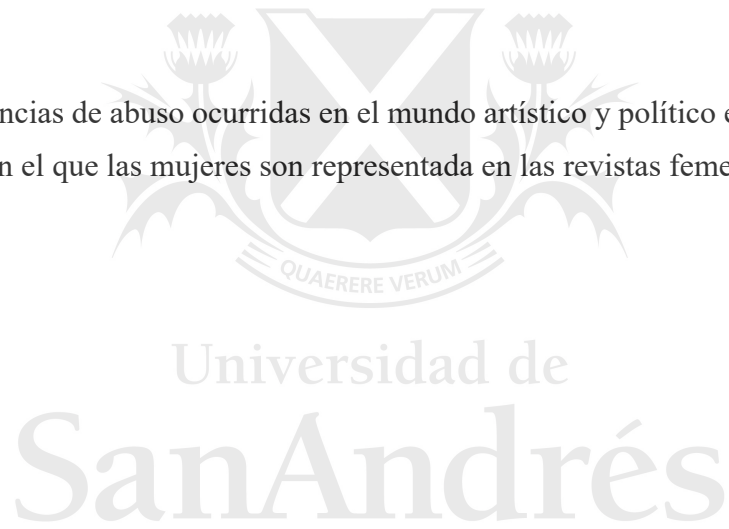 ncias de abuso ocurridas en el mundo artístico y político e
n el que las mujeres son representada en las revistas feme
QUAERERE VERUM
Universidad de
SanAndrés